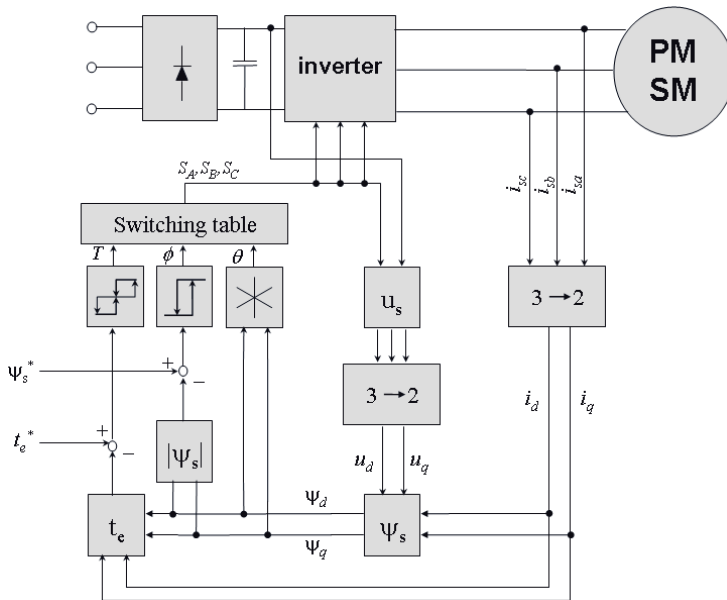 inverter
PM
SM
S_A, S_B, S_C
i_sc
i_sb
i_sa
Switching table
T
ϕ
θ
u_s
3→2
Ψ_s*
+
−
3→2
i_d
i_q
t_e*
+
−
|Ψ_s|
u_d
u_q
Ψ_d
t_e
Ψ_s
Ψ_q